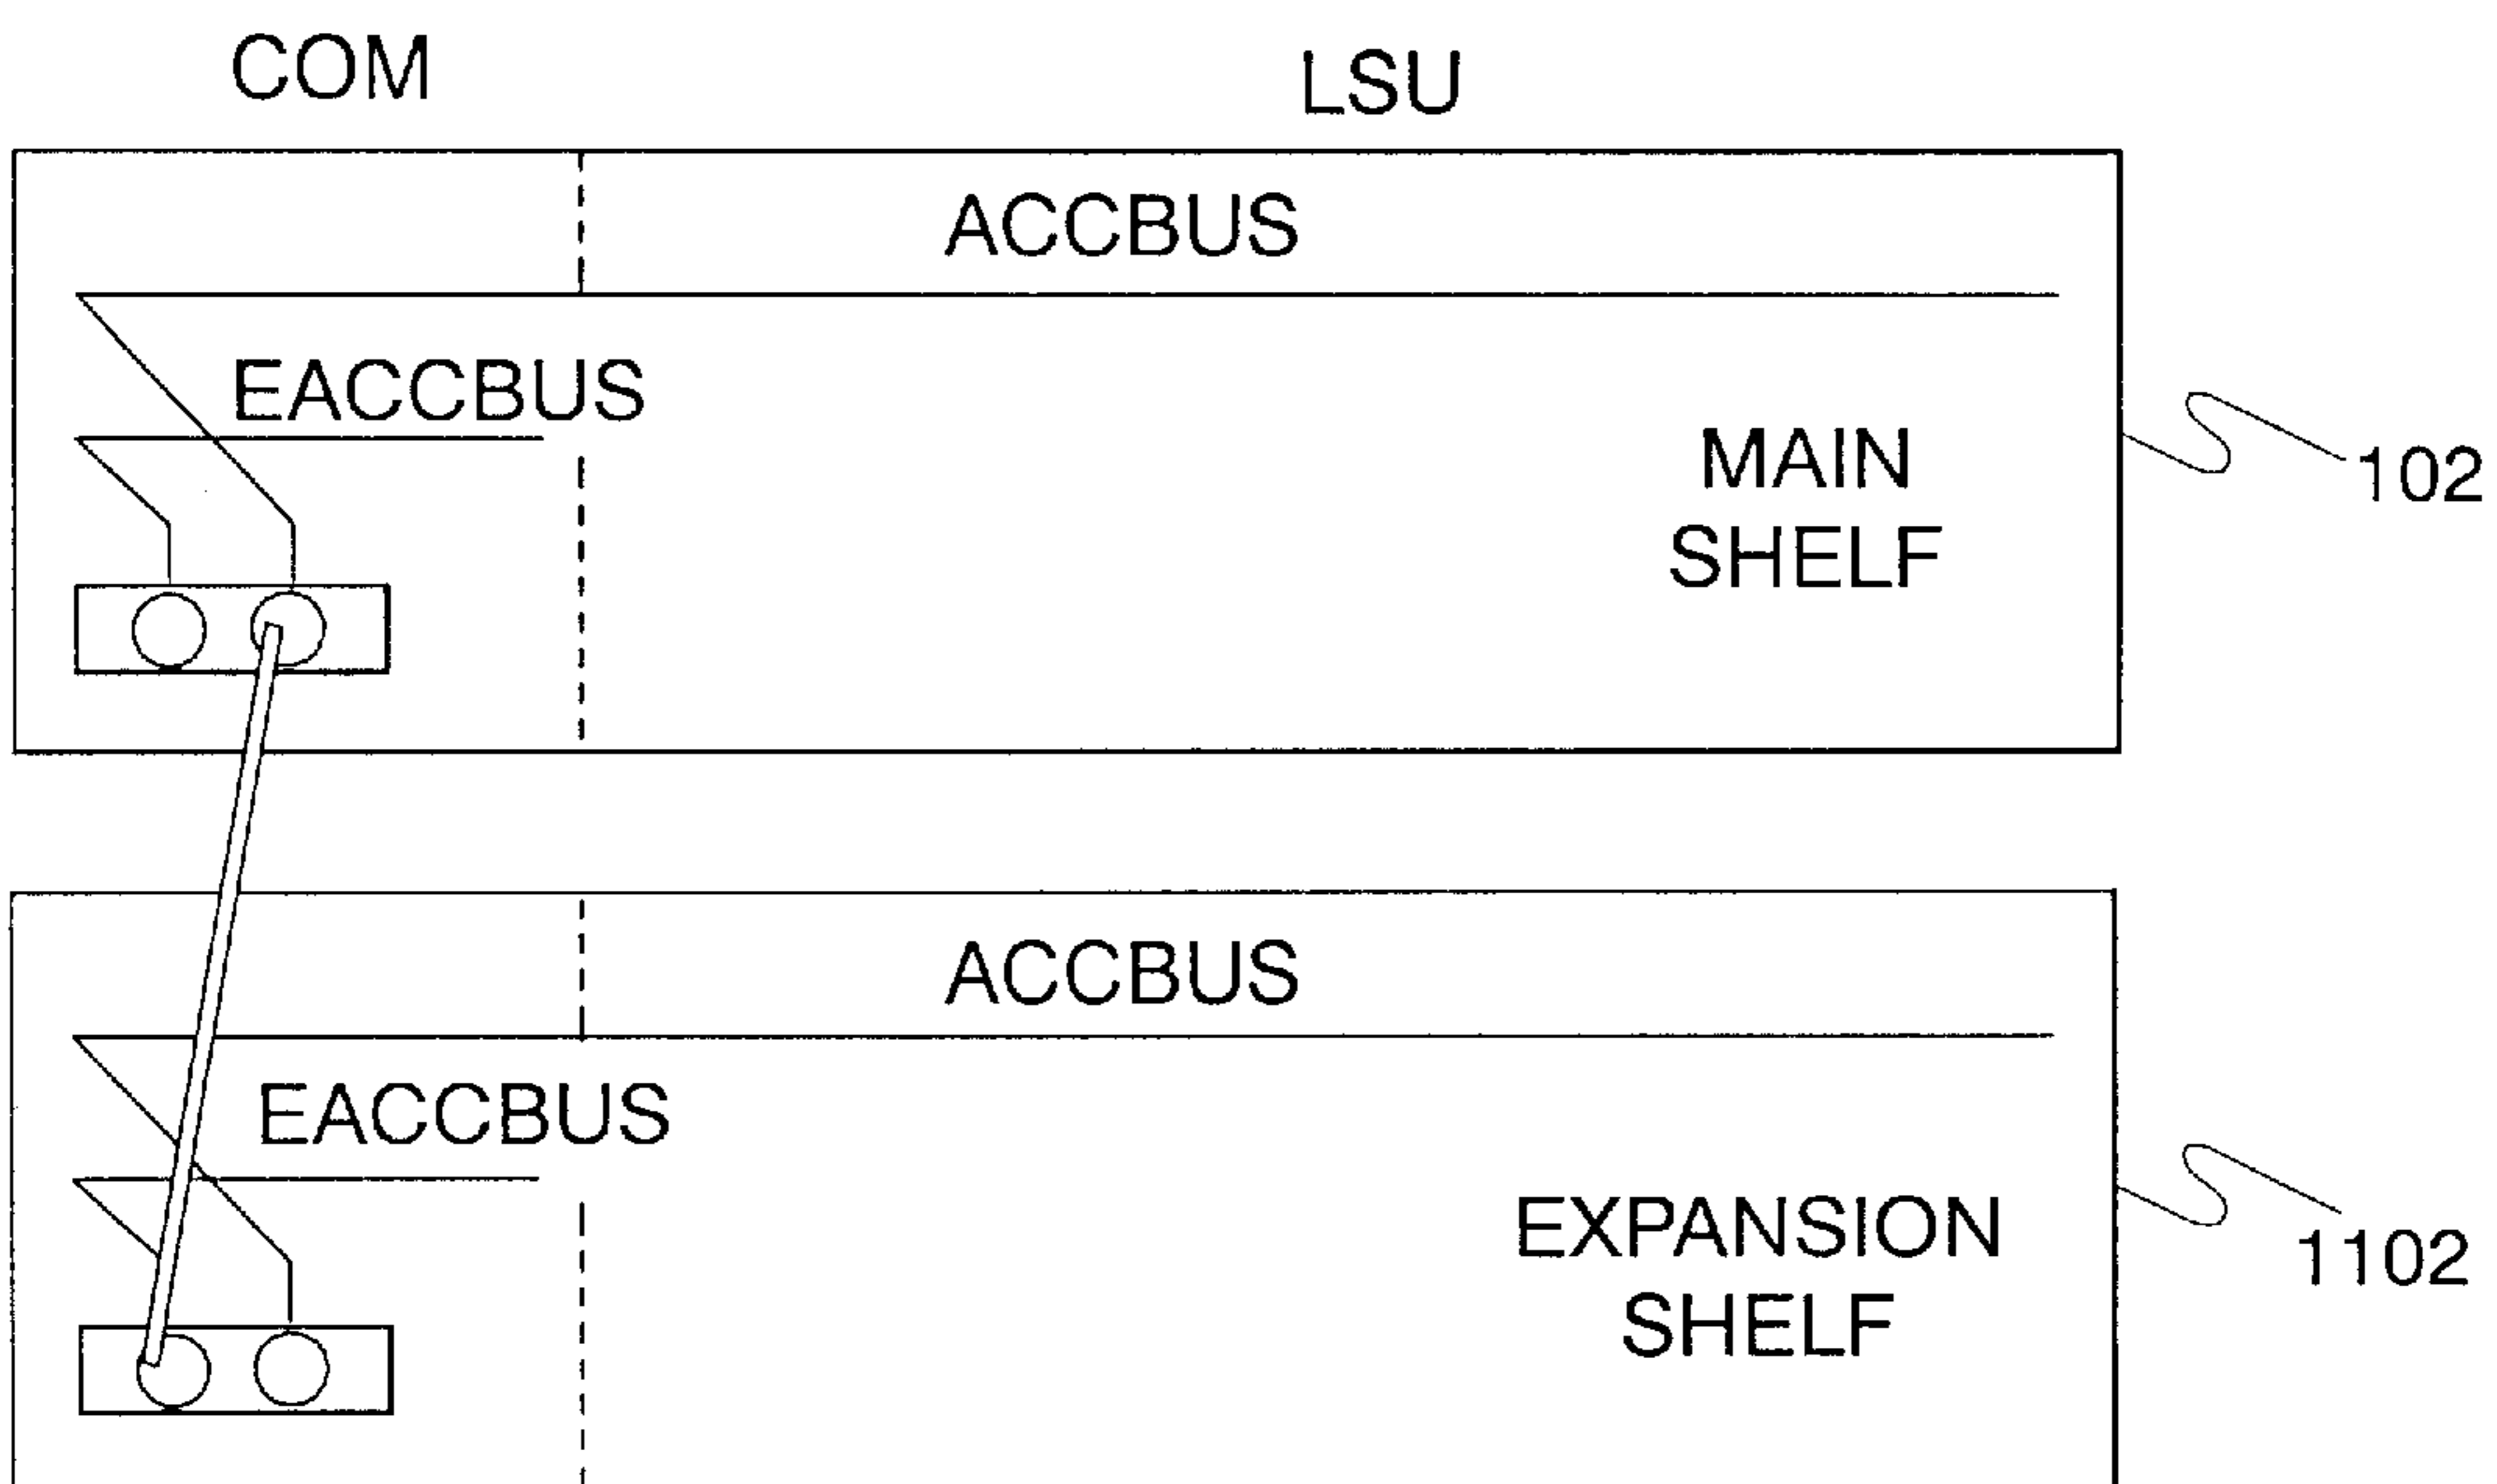 COM
LSU
ACCBUS
EACCBUS
MAIN
SHELF
102
ACCBUS
EACCBUS
EXPANSION
SHELF
1102